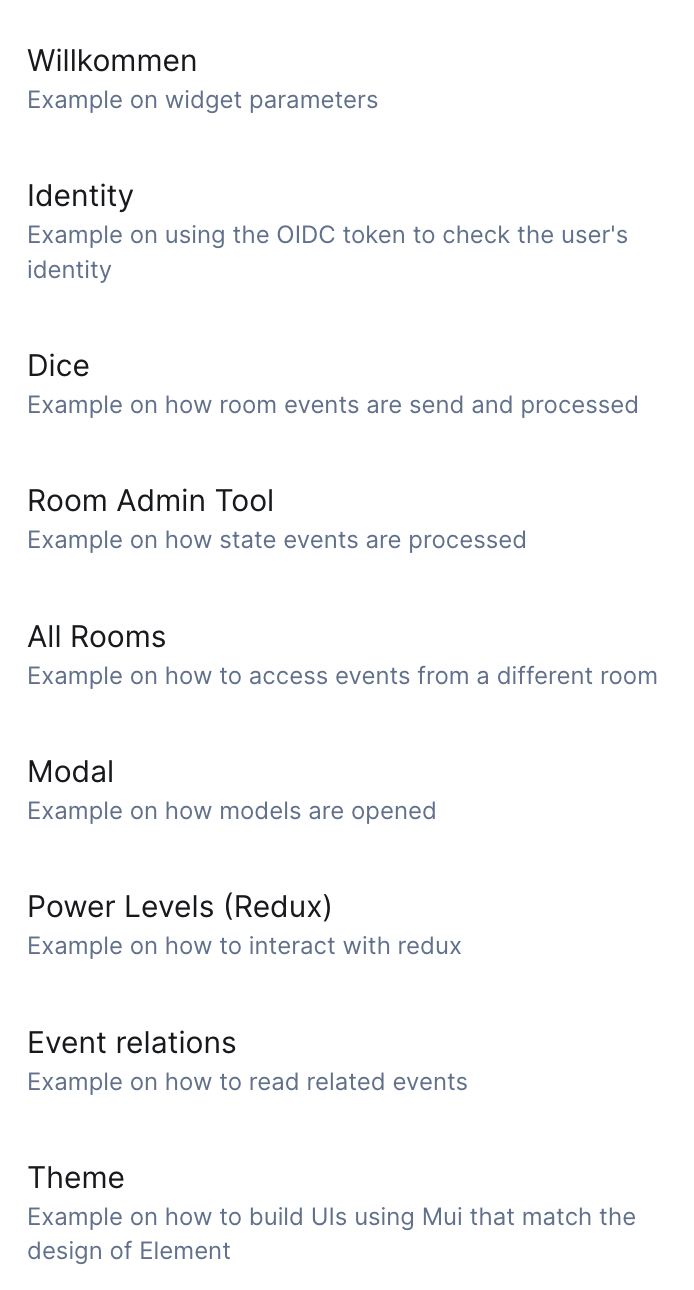 Willkommen
Example on widget parameters
Identity
Example on using the OIDC token to check the user's
identity
Dice
Example on how room events are send and processed
Room Admin Tool
Example on how state events are processed
All Rooms
Example on how to access events from a different room
Modal
Example on how models are opened
Power Levels (Redux)
Example on how to interact with redux
Event relations
Example on how to read related events
Theme
Example on how to build UIs using Mui that match the
design of Element